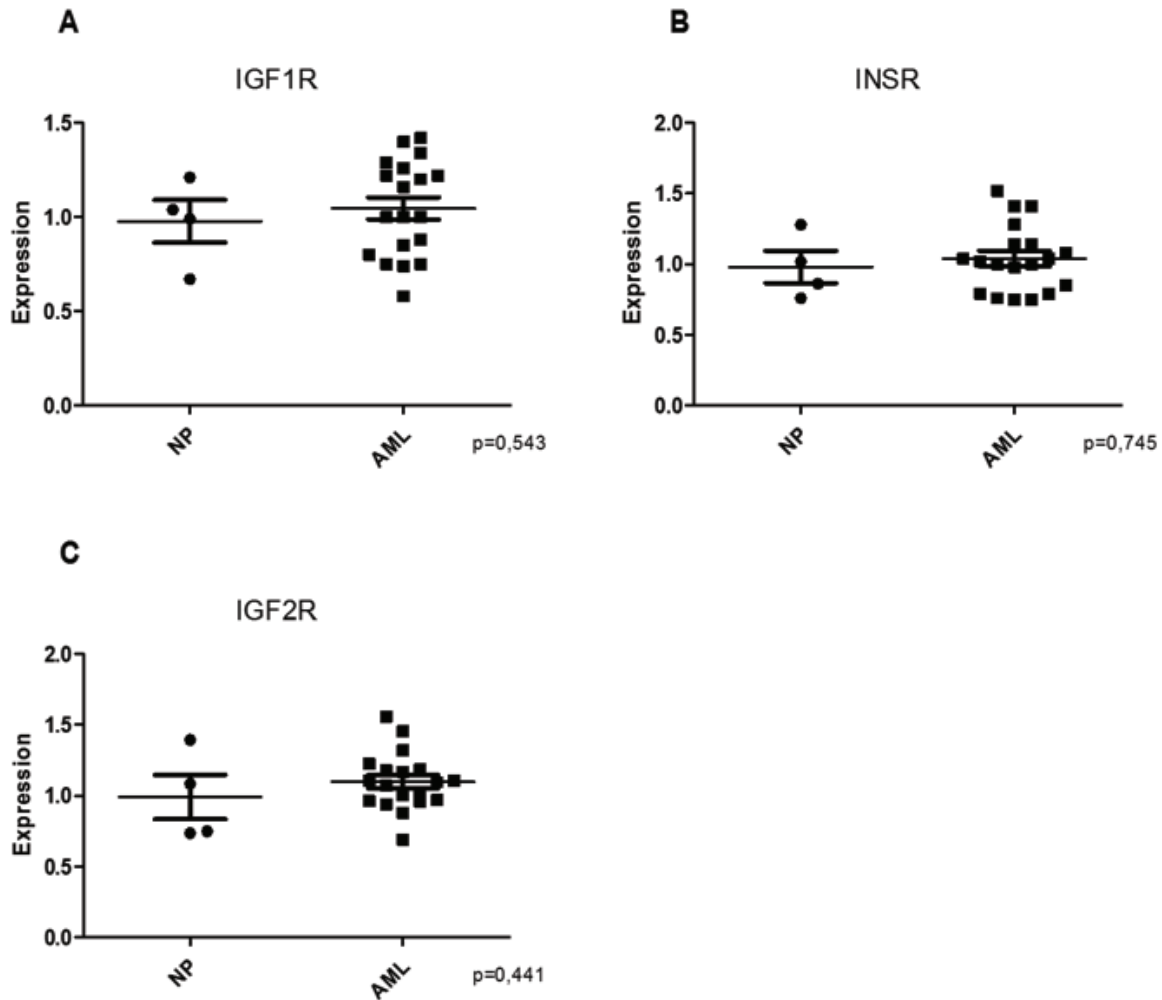 A
IGF1R
1.5
1.0
0.5
0.0
Expression
NP
AML
p=0,543
B
INSR
2.0
1.5
1.0
0.5
0.0
Expression
NP
AML
p=0,745
C
IGF2R
2.0
1.5
1.0
0.5
0.0
Expression
NP
AML
p=0,441